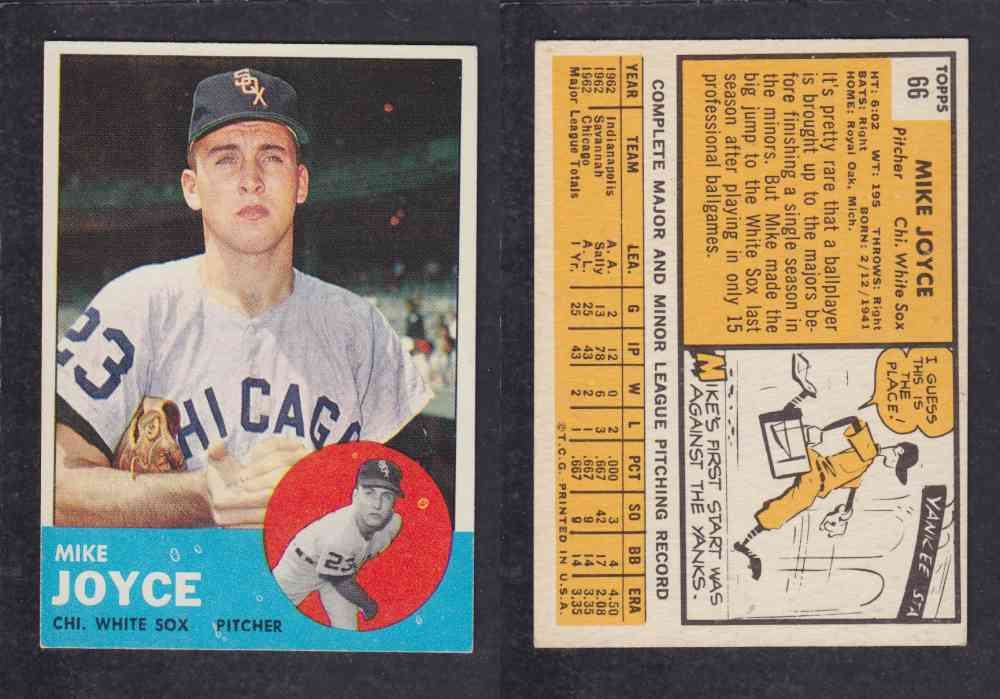 SOX
23
CHICAG
SOX
23
MIKE
JOYCE
CHI. WHITE SOX PITCHER
TOPPS
66
MIKE JOYCE
Pitcher Chi. White Sox
HT: 6:02 WT: 195 THROWS: Right
BATS: Right BORN: 2/12/1941
HOME: Royal Oak, Mich.
It's pretty rare that a ballplayer
is brought up to the majors be-
fore finishing a single season in
the minors. But Mike made the
big jump to the White Sox last
season after playing in only 15
professional ballgames.
I GUESS
THIS IS
THE
PLACE!
YANKEE STA
MIKE'S FIRST START WAS
AGAINST THE YANKS.
COMPLETE MAJOR AND MINOR LEAGUE PITCHING RECORD
YEAR TEAM LEA. G IP W L PCT SO BB ERA
1962 Indianapolis A. A. 2 12 0 2 .000 3 4 4.50
1962 Savannah Sally 13 78 6 3 .667 42 17 2.08
1962 Chicago A. L. 25 43 2 1 .667 9 14 3.35
Major League Totals 1 Yr. 25 43 2 1 .667 9 14 3.35
©T.C.G. PRINTED IN U.S.A.